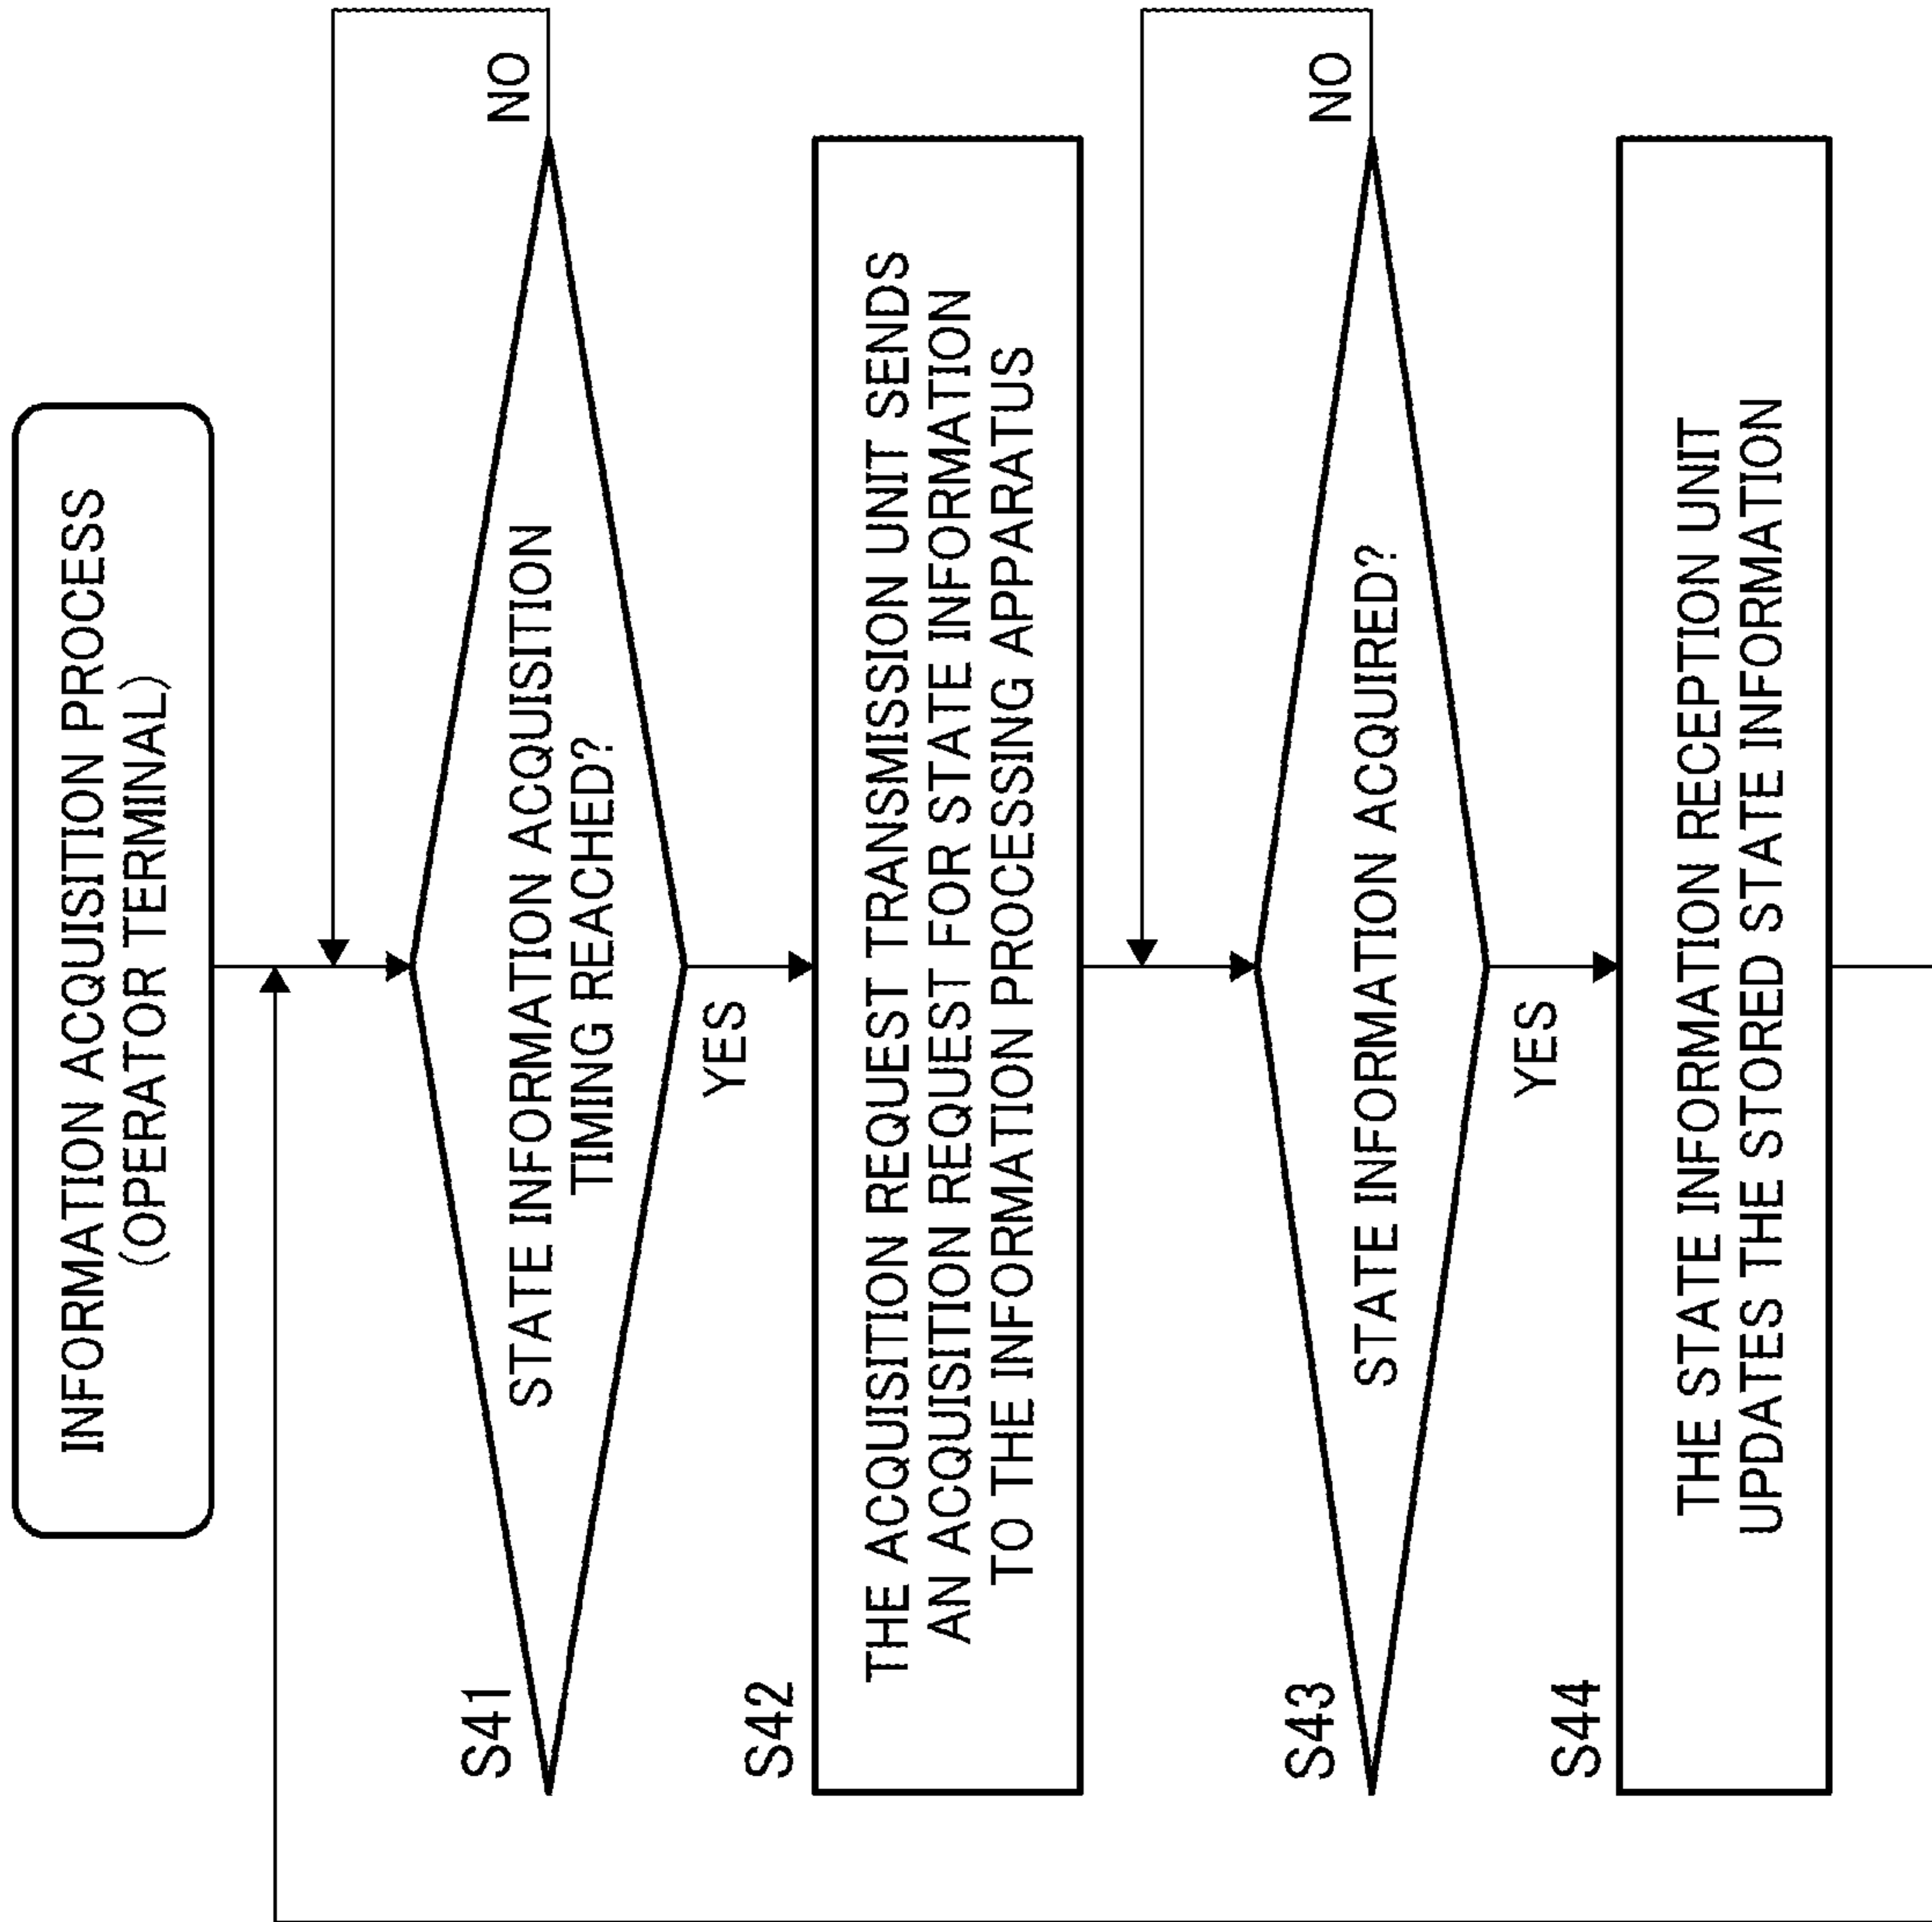 INFORMATION ACQUISITION PROCESS
(OPERATOR TERMINAL)
S41
STATE INFORMATION ACQUISITION
TIMING REACHED?
NO
YES
S42
THE ACQUISITION REQUEST TRANSMISSION UNIT SENDS
AN ACQUISITION REQUEST FOR STATE INFORMATION
TO THE INFORMATION PROCESSING APPARATUS
S43
STATE INFORMATION ACQUIRED?
NO
YES
S44
THE STATE INFORMATION RECEPTION UNIT
UPDATES THE STORED STATE INFORMATION